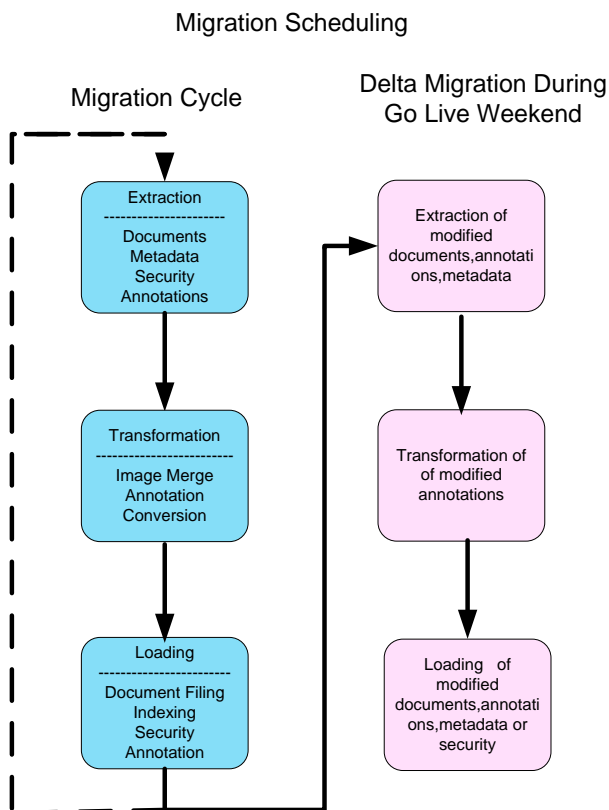 Migration Scheduling
Migration Cycle
Extraction
-----------------------
Documents
Metadata
Security
Annotations
Transformation
-------------------------
Image Merge
Annotation
Conversion
Loading
------------------------
Document Filing
Indexing
Security
Annotation
Delta Migration During
Go Live Weekend
Extraction of
modified
documents,annotati
ons,metadata
Transformation of
of modified
annotations
Loading of
modified
documents,annotati
ons,metadata or
security